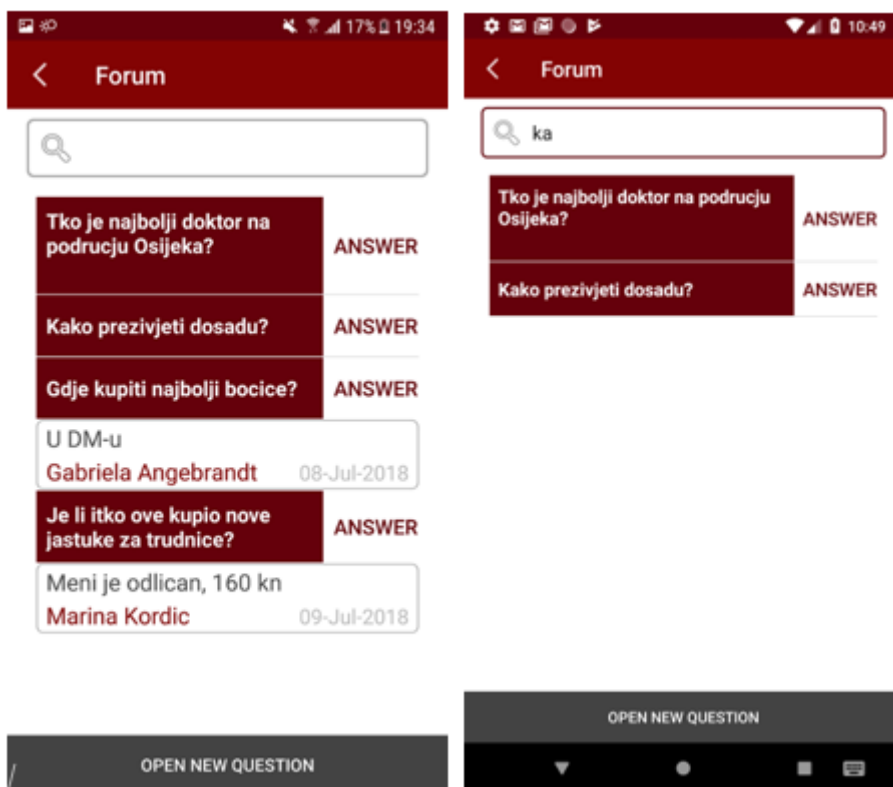 17% 19:34
Forum
Tko je najbolji doktor na
podrucju Osijeka?
ANSWER
Kako prezivjeti dosadu?
ANSWER
Gdje kupiti najbolji bocice?
ANSWER
U DM-u
Gabriela Angebrandt 08-Jul-2018
Je li itko ove kupio nove
jastuke za trudnice?
ANSWER
Meni je odlican, 160 kn
Marina Kordic 09-Jul-2018
OPEN NEW QUESTION
10:49
Forum
ka
Tko je najbolji doktor na podrucju
Osijeka?
ANSWER
Kako prezivjeti dosadu?
ANSWER
OPEN NEW QUESTION